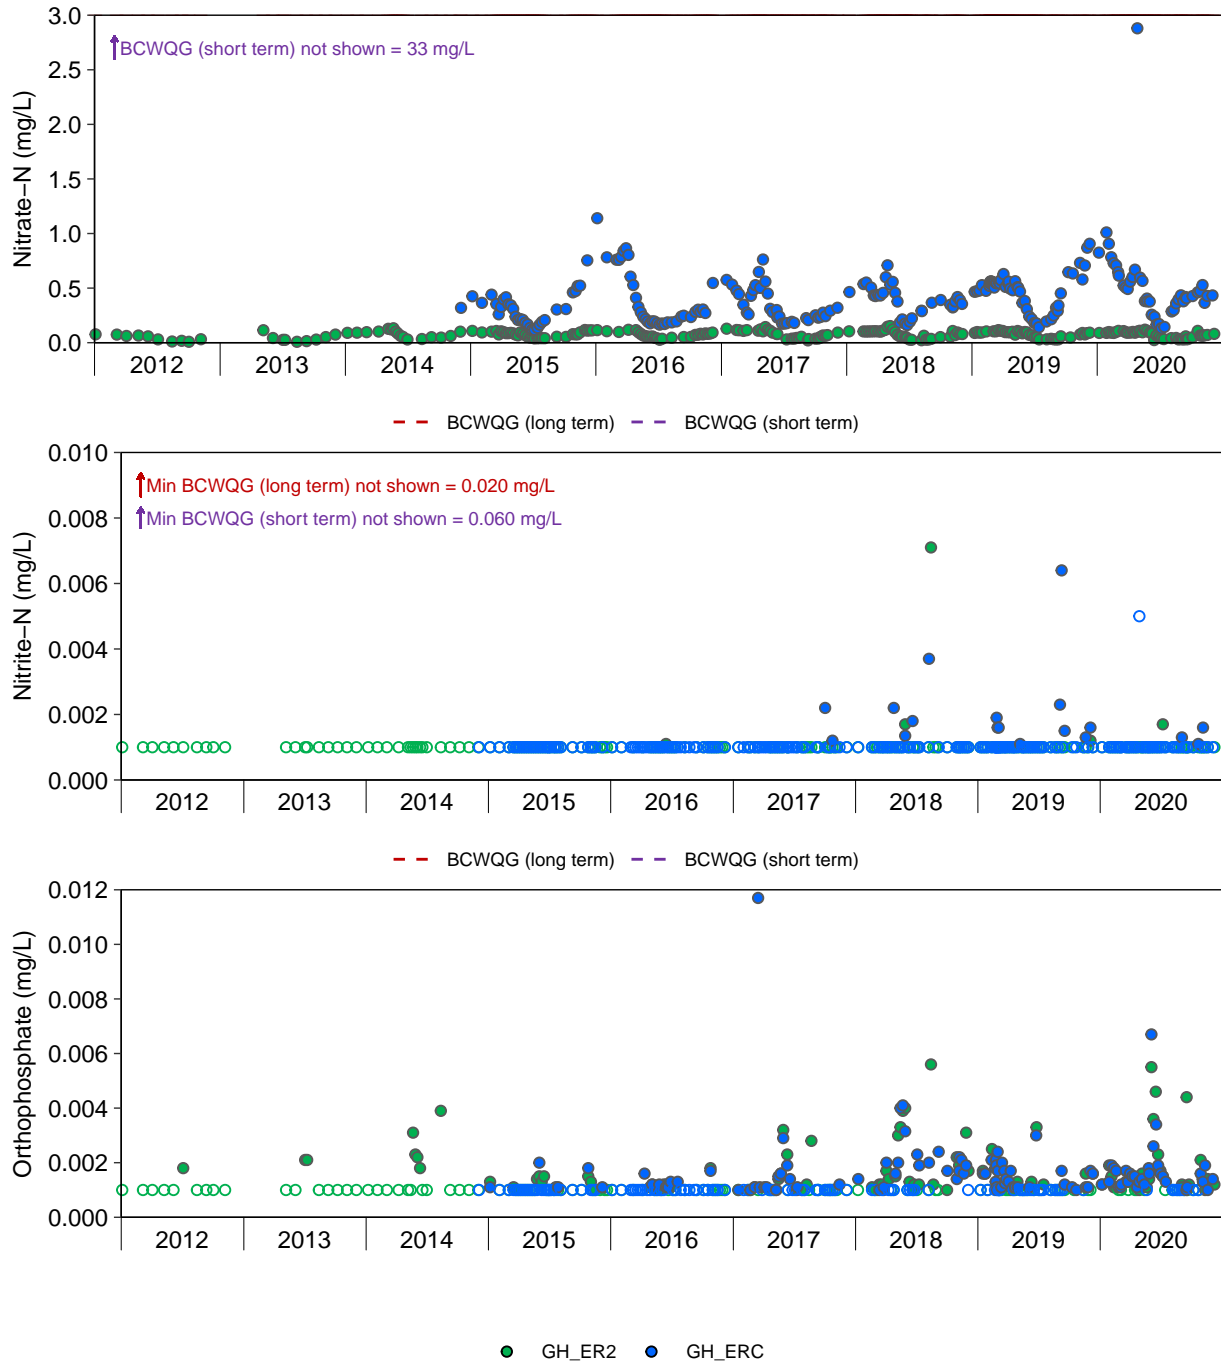 3.0
2.5
2.0
1.5
1.0
0.5
0.0
Nitrate−N (mg/L)
BCWQG (short term) not shown = 33 mg/L
2012 2013 2014 2015 2016 2017 2018 2019 2020
BCWQG (long term) BCWQG (short term)
0.010
0.008
0.006
0.004
0.002
0.000
Nitrite−N (mg/L)
Min BCWQG (long term) not shown = 0.020 mg/L
Min BCWQG (short term) not shown = 0.060 mg/L
2012 2013 2014 2015 2016 2017 2018 2019 2020
BCWQG (long term) BCWQG (short term)
0.012
0.010
0.008
0.006
0.004
0.002
0.000
Orthophosphate (mg/L)
2012 2013 2014 2015 2016 2017 2018 2019 2020
GH_ER2 GH_ERC